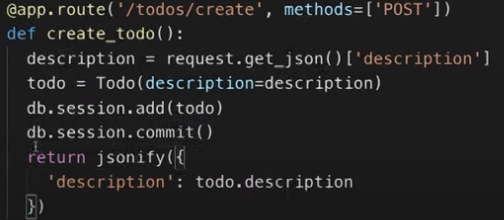 @app.route('/todos/create', methods=['POST'])
def create_todo():
  description = request.get_json()['description']
  todo = Todo(description=description)
  db.session.add(todo)
  db.session.commit()
  return jsonify({
    'description': todo.description
  })